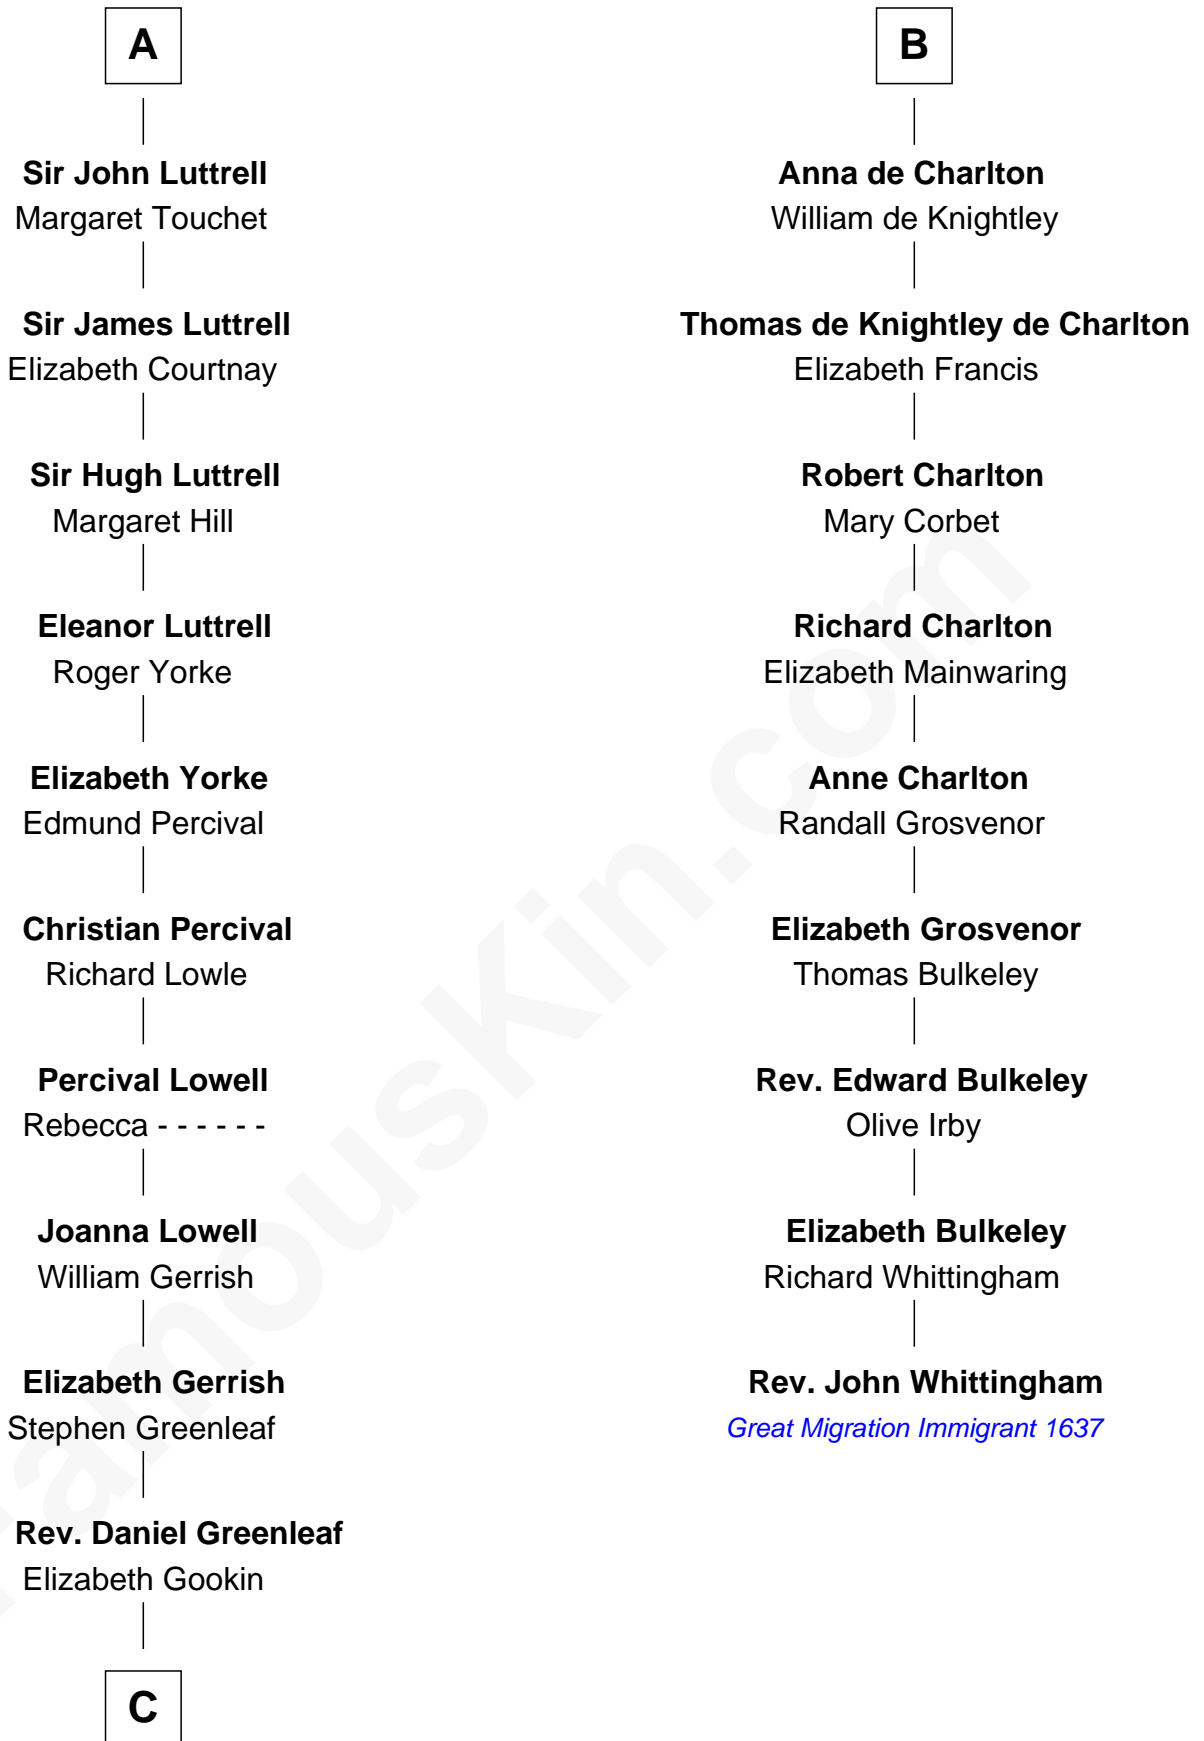 A
Sir John Luttrell
Margaret Touchet
Sir James Luttrell
Elizabeth Courtnay
Sir Hugh Luttrell
Margaret Hill
Eleanor Luttrell
Roger Yorke
Elizabeth Yorke
Edmund Percival
Christian Percival
Richard Lowle
Percival Lowell
Rebecca - - - - - -
Joanna Lowell
William Gerrish
Elizabeth Gerrish
Stephen Greenleaf
Rev. Daniel Greenleaf
Elizabeth Gookin
C
B
Anna de Charlton
William de Knightley
Thomas de Knightley de Charlton
Elizabeth Francis
Robert Charlton
Mary Corbet
Richard Charlton
Elizabeth Mainwaring
Anne Charlton
Randall Grosvenor
Elizabeth Grosvenor
Thomas Bulkeley
Rev. Edward Bulkeley
Olive Irby
Elizabeth Bulkeley
Richard Whittingham
Rev. John Whittingham
Great Migration Immigrant 1637
FamousKin.com